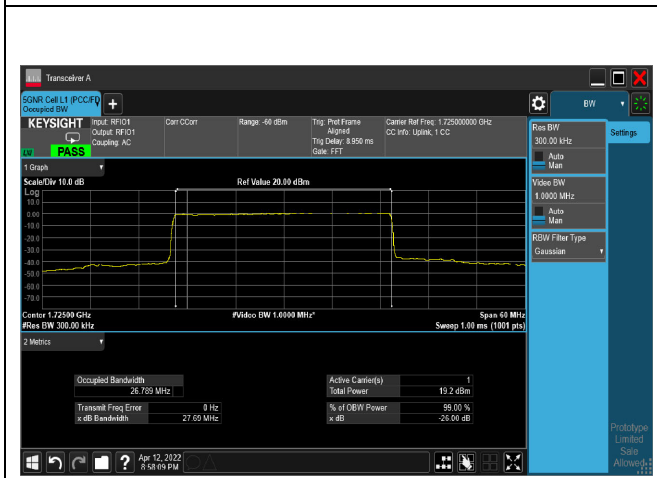 Transceiver A
5GNR Cell L1 (PCC/FD
Occupied BW
BW
KEYSIGHT
Input: RFIO1
Output: RFIO1
Coupling: AC
Corr CCorr
Range: -60 dBm
Trig: Prot Frame
Aligned
Trig Delay: 8.950 ms
Gate: FFT
Carrier Ref Freq: 1.725000000 GHz
CC Info: Uplink, 1 CC
PASS
Res BW
300.00 kHz
Auto
Man
Settings
Video BW
1.0000 MHz
Auto
Man
RBW Filter Type
Gaussian
1 Graph
Scale/Div 10.0 dB
Ref Value 20.00 dBm
Log
10.0
0.00
-10.0
-20.0
-30.0
-40.0
-50.0
-60.0
-70.0
Center 1.72500 GHz
#Video BW 1.0000 MHz*
Span 60 MHz
#Res BW 300.00 kHz
Sweep 1.00 ms (1001 pts)
2 Metrics
Occupied Bandwidth
26.789 MHz
Active Carrier(s) 1
Total Power 19.2 dBm
Transmit Freq Error 0 Hz
x dB Bandwidth 27.69 MHz
% of OBW Power 99.00 %
x dB -26.00 dB
Prototype
Limited
Sale
Allowed
Apr 12, 2022
8:58:09 PM